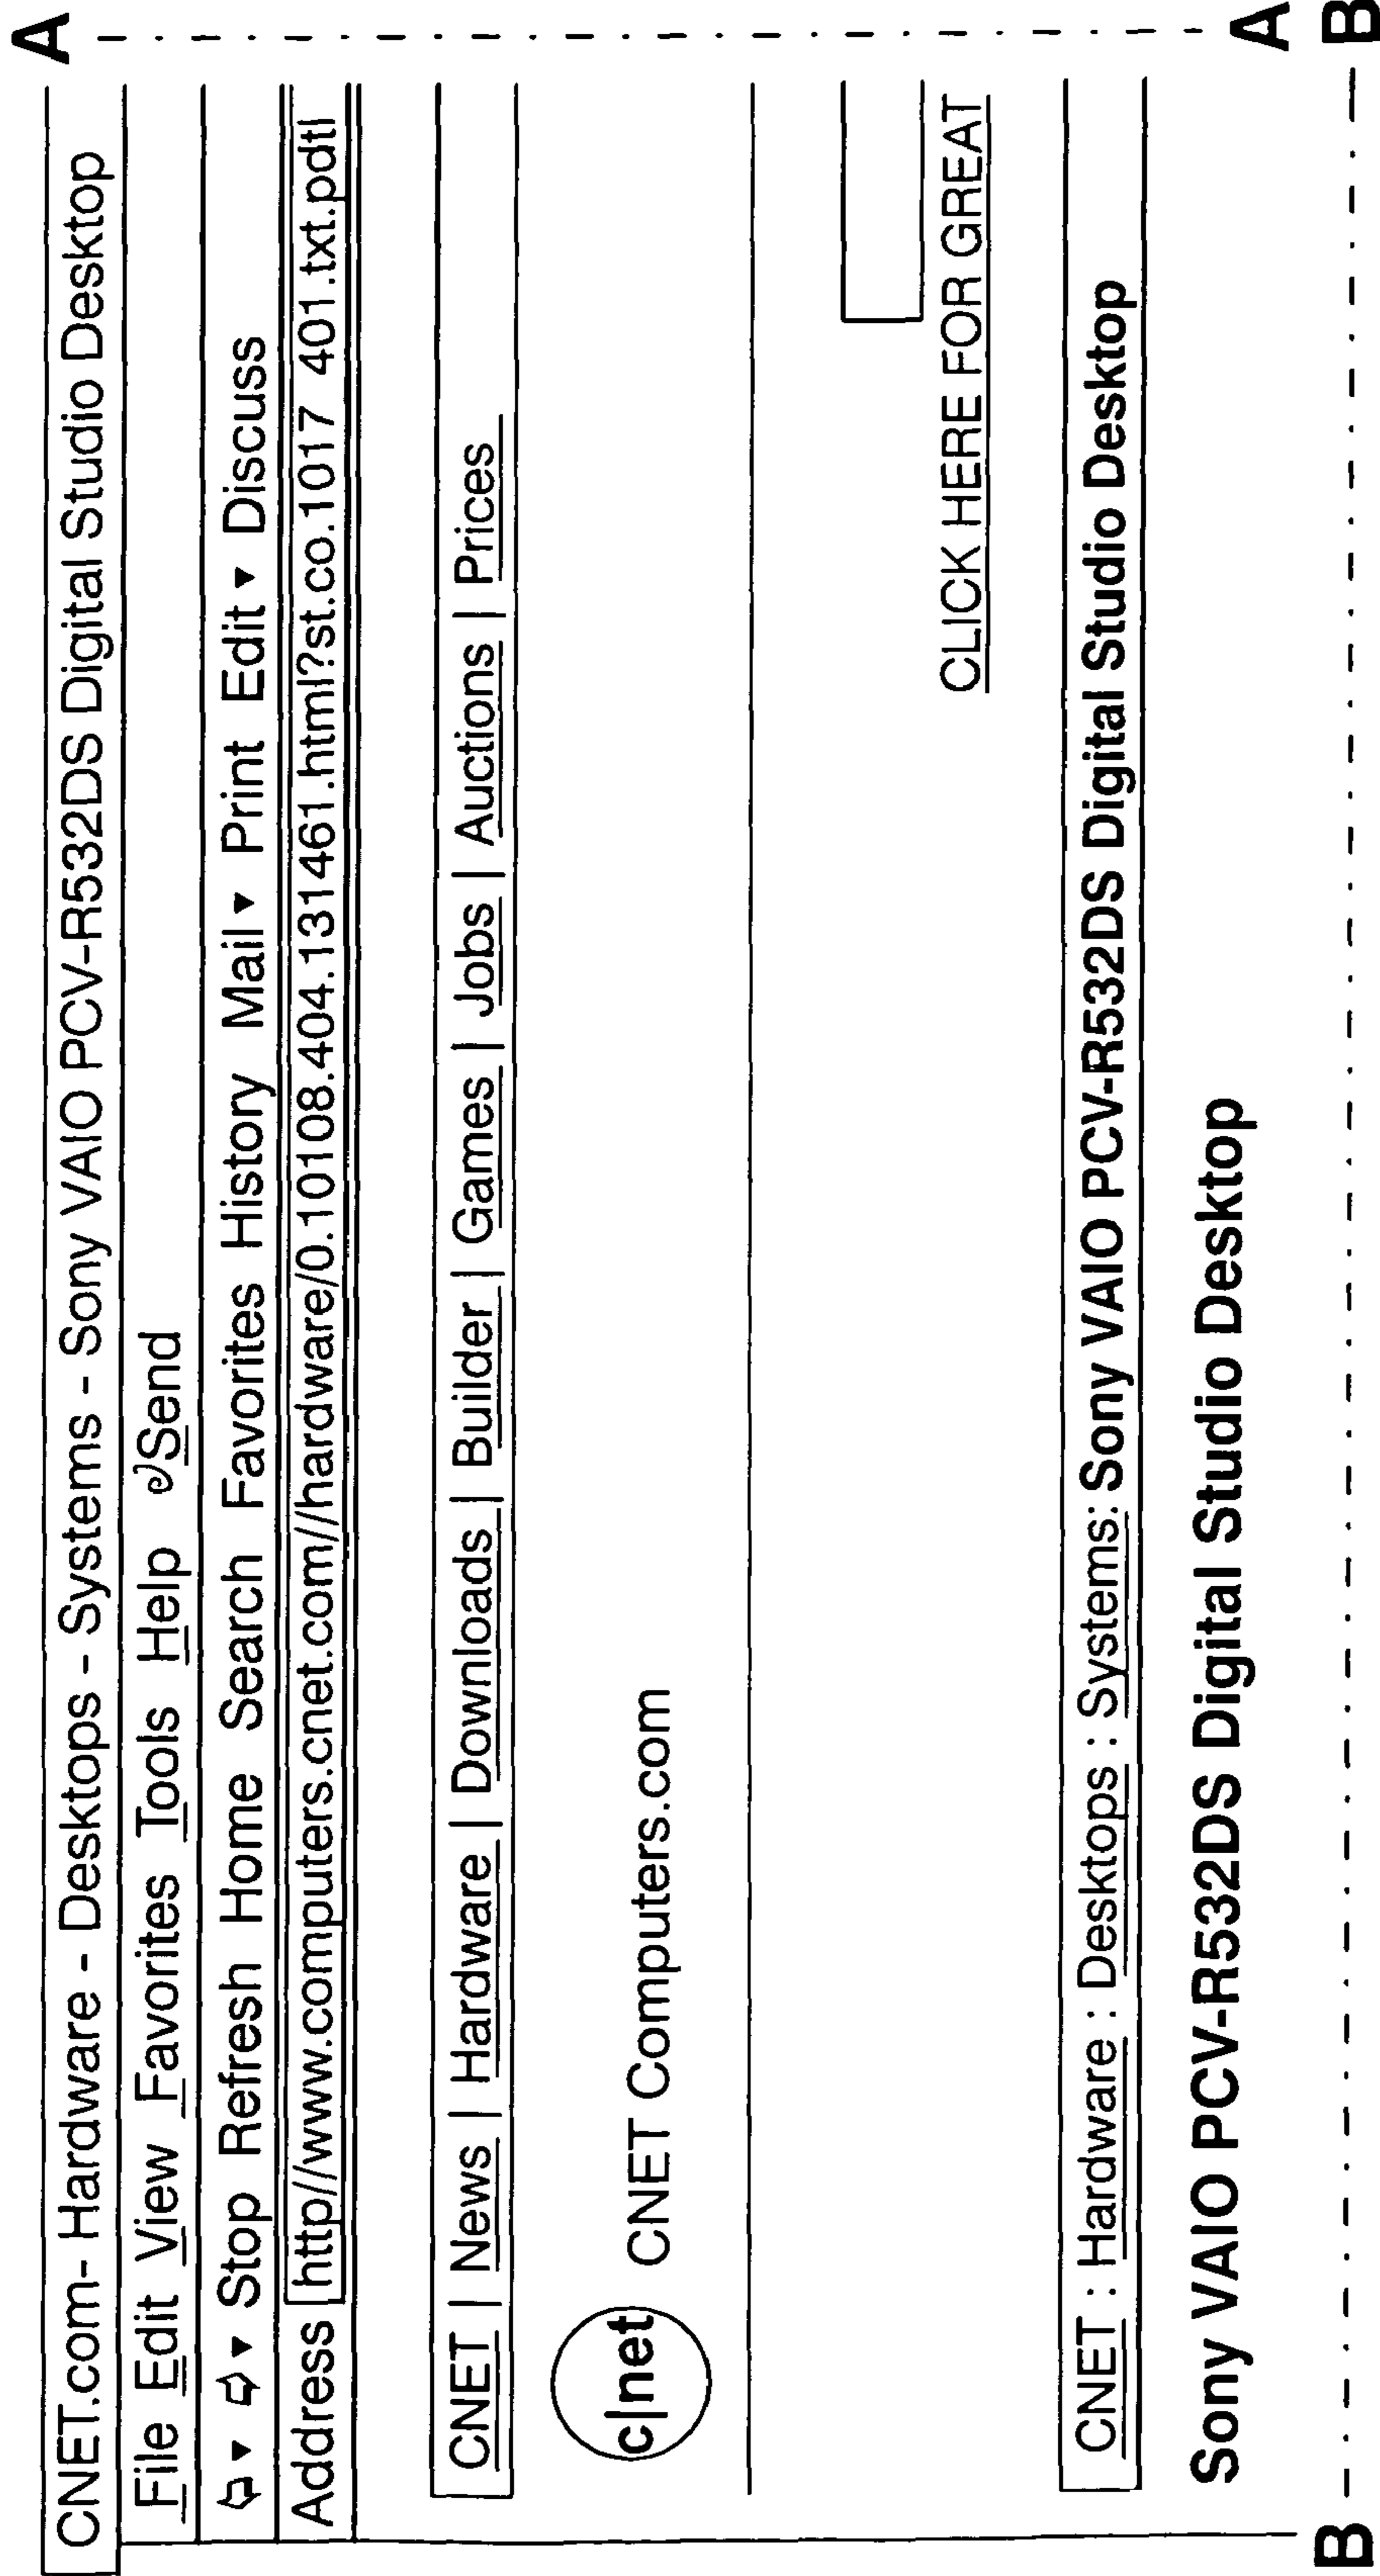 A
CNET.com- Hardware - Desktops - Systems - Sony VAIO PCV-R532DS Digital Studio Desktop
File Edit View Favorites Tools Help Send
Stop Refresh Home Search Favorites History Mail Print Edit Discuss
Address http//www.computers.cnet.com//hardware/0.10108.404.131461.html?st.co.1017 401.txt.pdtl
CNET | News | Hardware | Downloads | Builder | Games | Jobs | Auctions | Prices
c|net CNET Computers.com
CLICK HERE FOR GREAT
CNET : Hardware : Desktops : Systems: Sony VAIO PCV-R532DS Digital Studio Desktop
Sony VAIO PCV-R532DS Digital Studio Desktop
A
B B